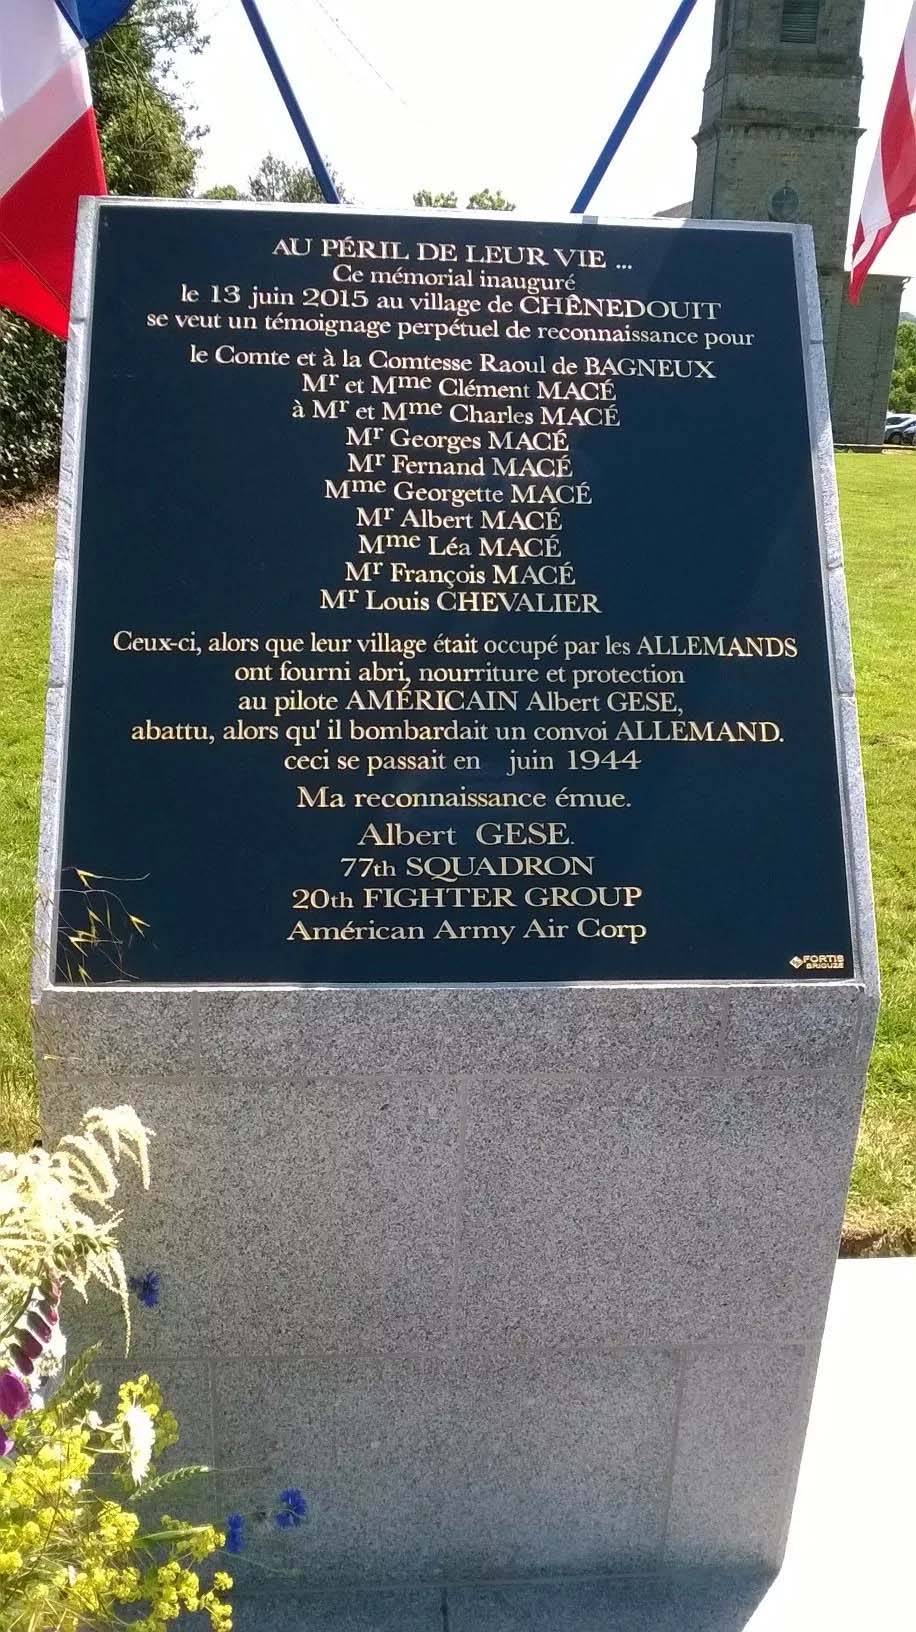 AU PÉRIL DE LEUR VIE ...
Ce mémorial inauguré
le 13 juin 2015 au village de CHÊNEDOUIT
se veut un témoignage perpétuel de reconnaissance pour
le Comte et à la Comtesse Raoul de BAGNEUX
Mr et Mme Clément MACÉ
à Mr et Mme Charles MACÉ
Mr Georges MACÉ
Mr Fernand MACÉ
Mme Georgette MACÉ
Mr Albert MACÉ
Mme Léa MACÉ
Mr François MACÉ
Mr Louis CHEVALIER
Ceux-ci, alors que leur village était occupé par les ALLEMANDS
ont fourni abri, nourriture et protection
au pilote AMÉRICAIN Albert GESE,
abattu, alors qu' il bombardait un convoi ALLEMAND.
ceci se passait en juin 1944
Ma reconnaissance émue.
Albert GESE.
77th SQUADRON
20th FIGHTER GROUP
Américan Army Air Corp
FORTIS
BRIOUZE